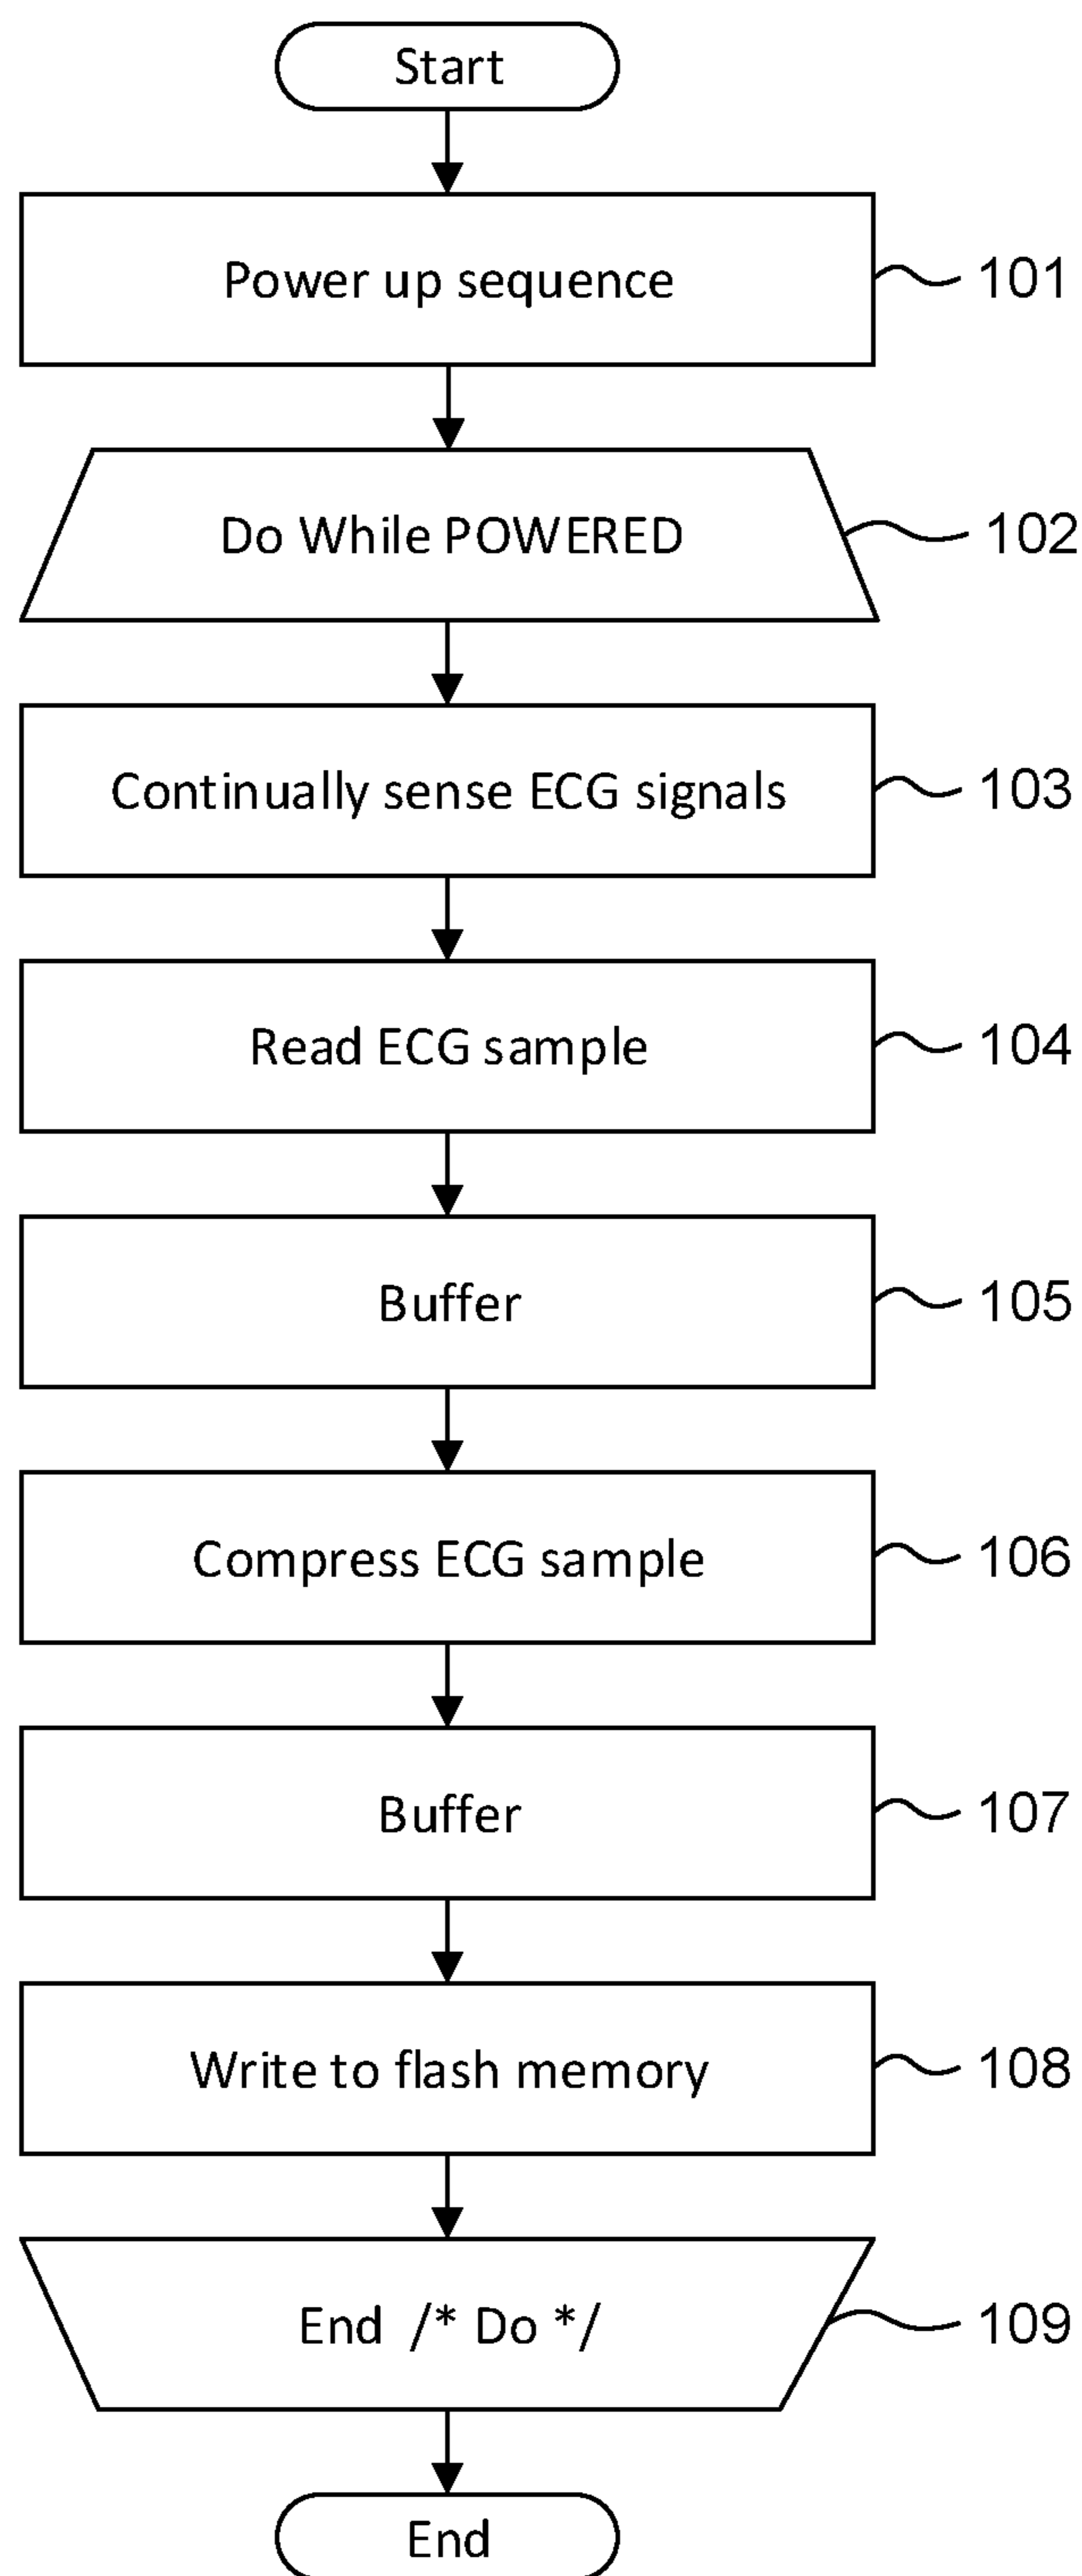 Start
Power up sequence
101
Do While POWERED
102
Continually sense ECG signals
103
Read ECG sample
104
Buffer
105
Compress ECG sample
106
Buffer
107
Write to flash memory
108
End /* Do */
109
End